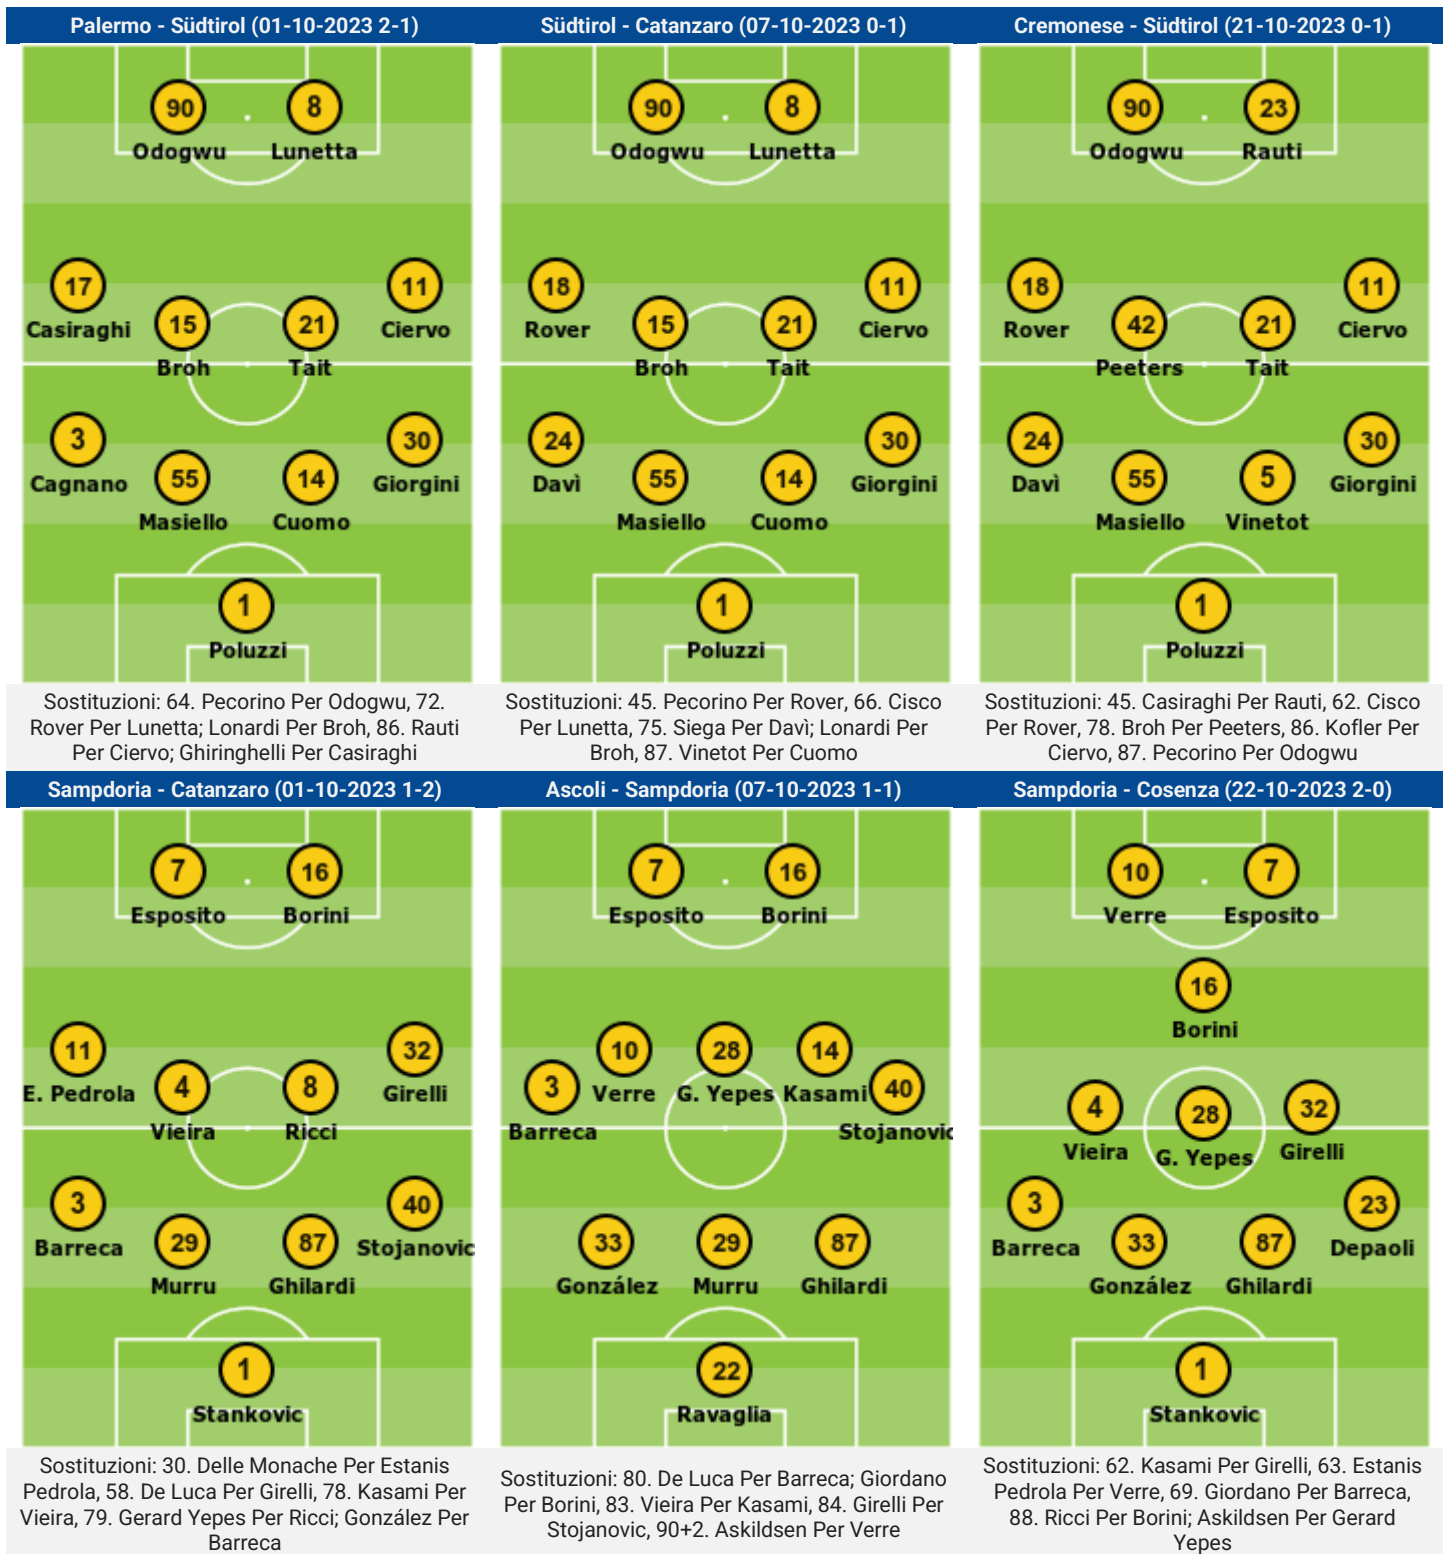 Palermo - Südtirol (01-10-2023 2-1)
90
8
Odogwu
Lunetta
17
11
Casiraghi
15
21
Ciervo
Broh
Tait
3
30
Cagnano
55
14
Giorgini
Masiello
Cuomo
1
Poluzzi
Sostituzioni: 64. Pecorino Per Odogwu, 72.
Rover Per Lunetta; Lonardi Per Broh, 86. Rauti
Per Ciervo; Ghiringhelli Per Casiraghi
Südtirol - Catanzaro (07-10-2023 0-1)
90
8
Odogwu
Lunetta
18
11
Rover
15
21
Ciervo
Broh
Tait
24
30
Davì
55
14
Giorgini
Masiello
Cuomo
1
Poluzzi
Sostituzioni: 45. Pecorino Per Rover, 66. Cisco
Per Lunetta, 75. Siega Per Davì; Lonardi Per
Broh, 87. Vinetot Per Cuomo
Cremonese - Südtirol (21-10-2023 0-1)
90
23
Odogwu
Rauti
18
11
Rover
42
21
Ciervo
Peeters
Tait
24
30
Davì
55
5
Giorgini
Masiello
Vinetot
1
Poluzzi
Sostituzioni: 45. Casiraghi Per Rauti, 62. Cisco
Per Rover, 78. Broh Per Peeters, 86. Kofler Per
Ciervo, 87. Pecorino Per Odogwu
Sampdoria - Catanzaro (01-10-2023 1-2)
7
16
Esposito
Borini
11
32
E. Pedrola
4
8
Girelli
Vieira
Ricci
3
40
Barreca
29
87
Stojanovic
Murru
Ghilardi
1
Stankovic
Sostituzioni: 30. Delle Monache Per Estanis
Pedrola, 58. De Luca Per Girelli, 78. Kasami Per
Vieira, 79. Gerard Yepes Per Ricci; González Per
Barreca
Ascoli - Sampdoria (07-10-2023 1-1)
7
16
Esposito
Borini
10
28
14
3
Verre
G. Yepes
Kasami
40
Barreca
Stojanovic
33
29
87
González
Murru
Ghilardi
22
Ravaglia
Sostituzioni: 80. De Luca Per Barreca; Giordano
Per Borini, 83. Vieira Per Kasami, 84. Girelli Per
Stojanovic, 90+2. Askildsen Per Verre
Sampdoria - Cosenza (22-10-2023 2-0)
10
7
Verre
Esposito
16
Borini
4
28
32
Vieira
G. Yepes
Girelli
3
23
Barreca
33
87
Depaoli
González
Ghilardi
1
Stankovic
Sostituzioni: 62. Kasami Per Girelli, 63. Estanis
Pedrola Per Verre, 69. Giordano Per Barreca,
88. Ricci Per Borini; Askildsen Per Gerard
Yepes